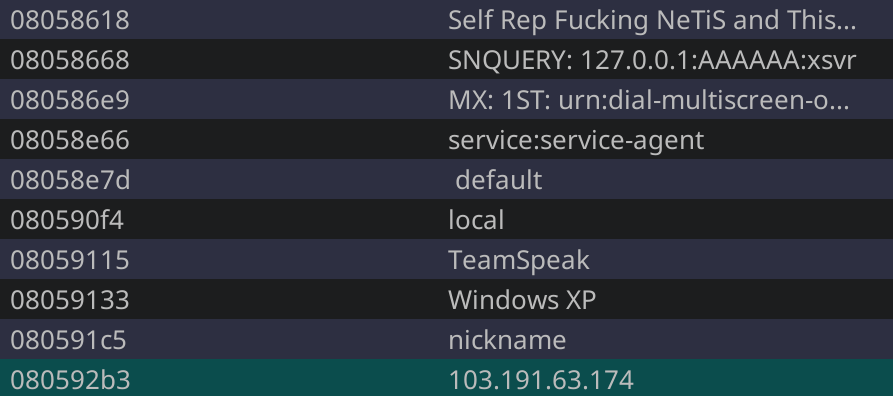 08058618 Self Rep Fucking NeTiS and This...
08058668 SNQUERY: 127.0.0.1:AAAAAA:xsvr
080586e9 MX: 1ST: urn:dial-multiscreen-o...
08058e66 service:service-agent
08058e7d default
080590f4 local
08059115 TeamSpeak
08059133 Windows XP
080591c5 nickname
080592b3 103.191.63.174